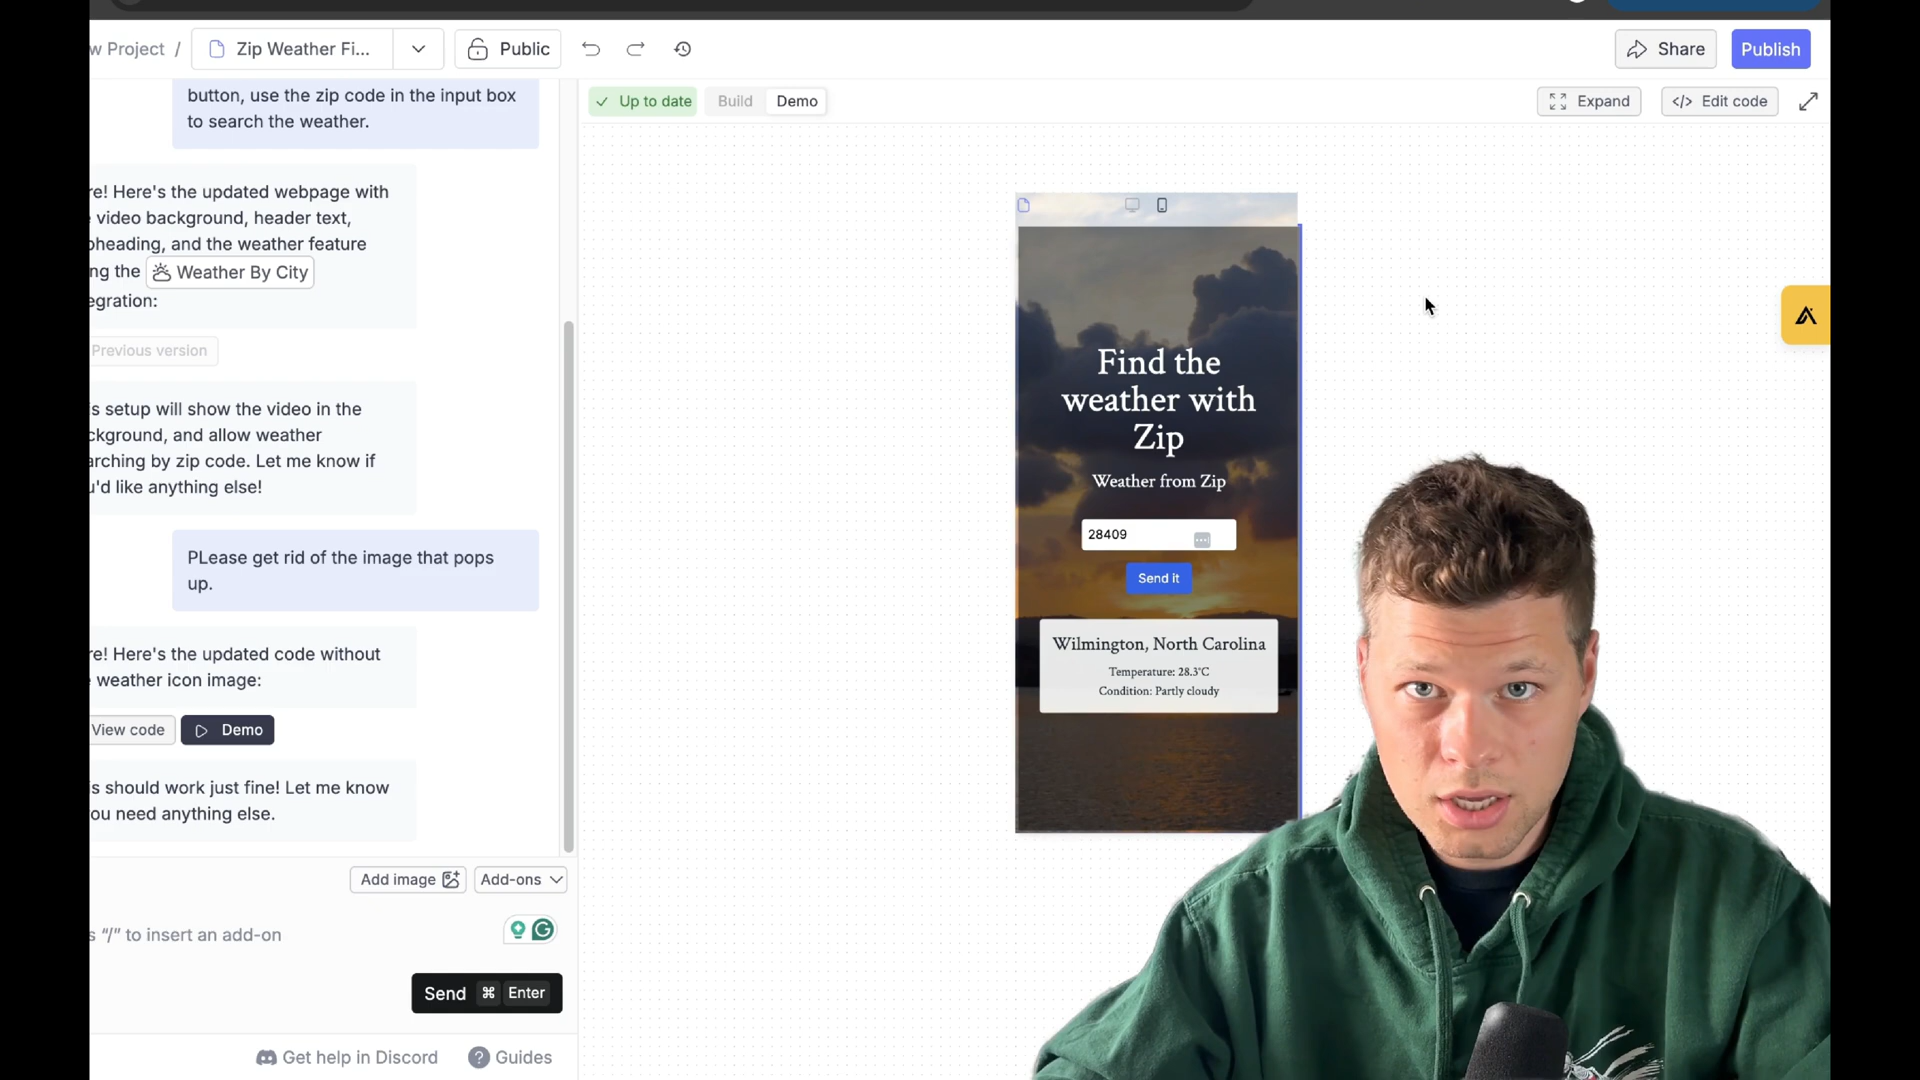 w Project / Zip Weather Fi... Public Share Publish
button, use the zip code in the input box
to search the weather.
re! Here's the updated webpage with
video background, header text,
oheading, and the weather feature
ng the Weather By City
egration:
Previous version
s setup will show the video in the
ckground, and allow weather
arching by zip code. Let me know if
u'd like anything else!
PLease get rid of the image that pops
up.
re! Here's the updated code without
weather icon image:
View code Demo
s should work just fine! Let me know
ou need anything else.
Add image Add-ons
s "/" to insert an add-on
Send ⌘ Enter
Get help in Discord Guides
Up to date Build Demo Expand </> Edit code
Find the
weather with
Zip
Weather from Zip
28409
Send it
Wilmington, North Carolina
Temperature: 28.3°C
Condition: Partly cloudy